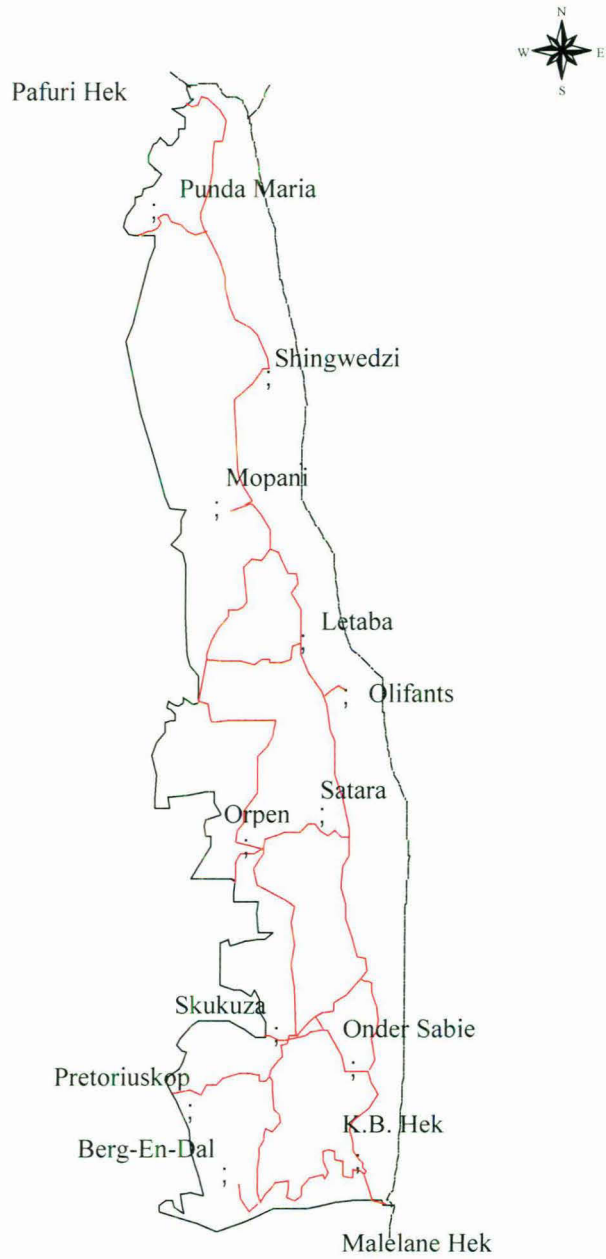 N
W E
S
Pafuri Hek
Punda Maria
;
Shingwedzi
;
Mopani
;
Letaba
;
Olifants
;
Satara
;
Orpen
;
Skukuza
;
Onder Sabie
;
Pretoriuskop
;
K.B. Hek
;
Berg-En-Dal
;
Malelane Hek